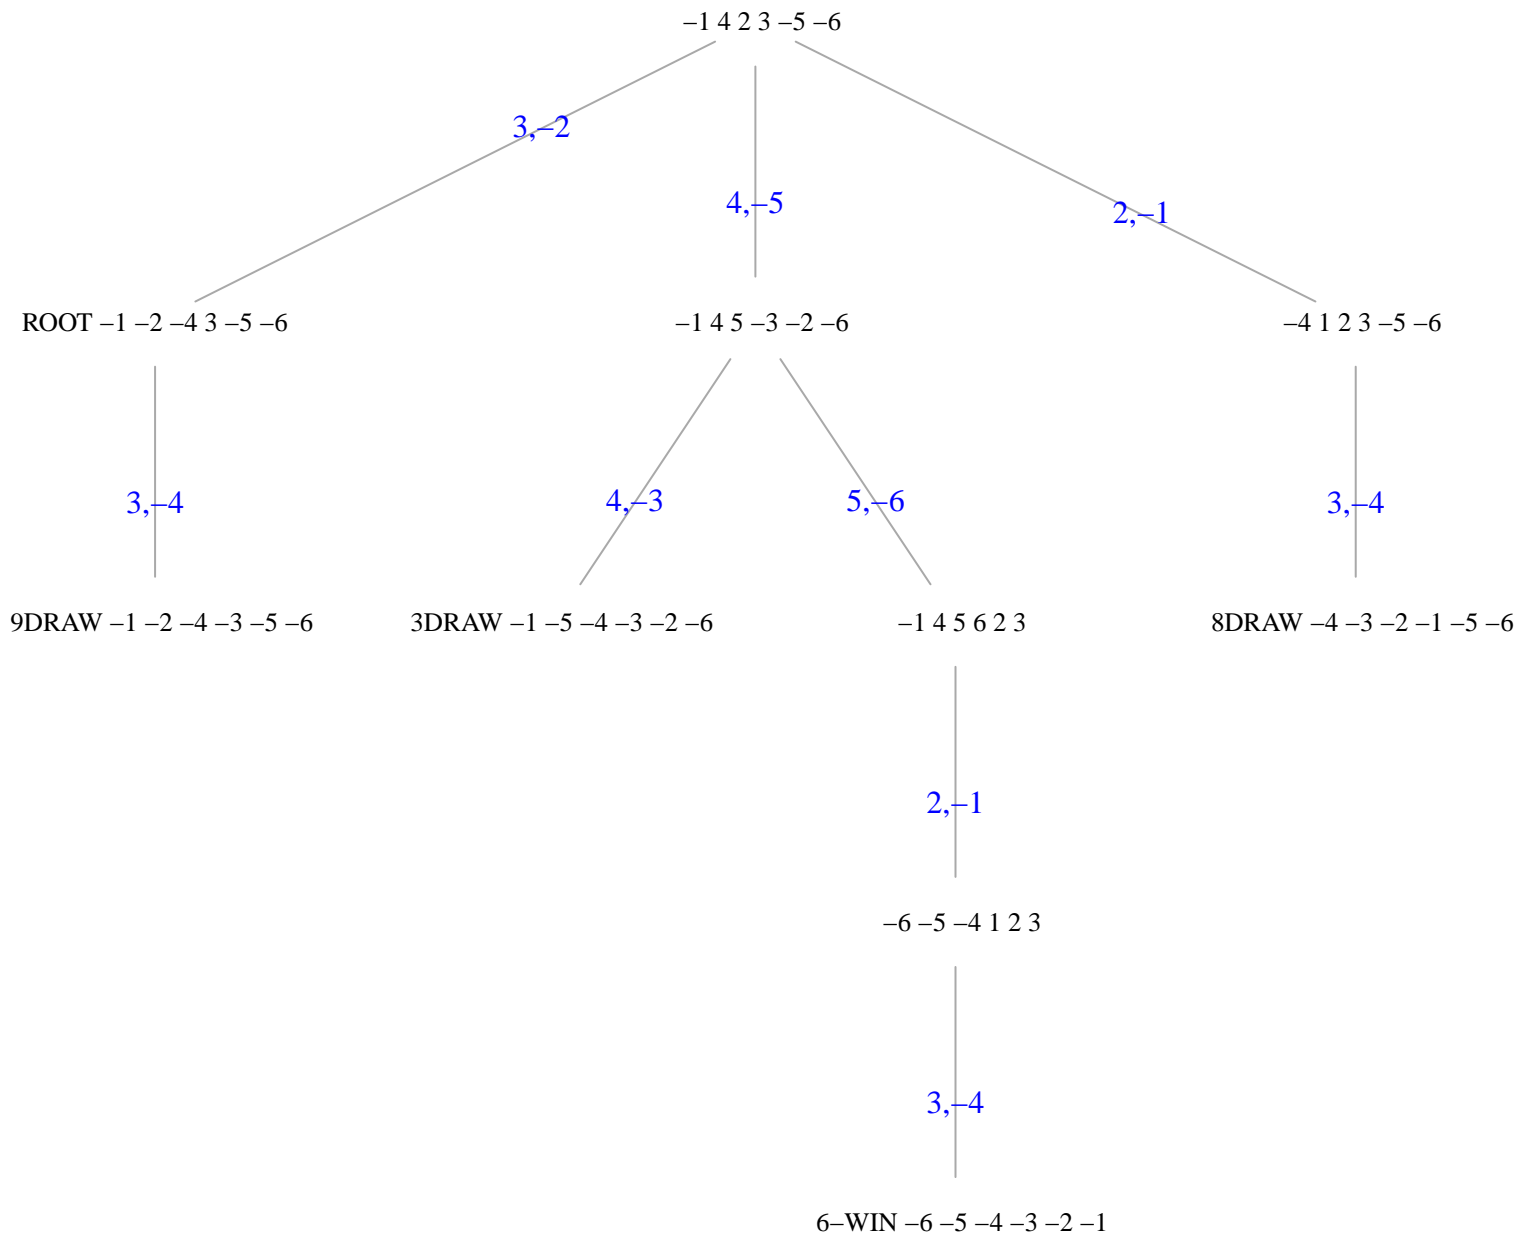 –1 4 2 3 –5 –6
3,–2
4,–5
2,–1
ROOT –1 –2 –4 3 –5 –6
–1 4 5 –3 –2 –6
–4 1 2 3 –5 –6
3,–4
4,–3
5,–6
3,–4
9DRAW –1 –2 –4 –3 –5 –6
3DRAW –1 –5 –4 –3 –2 –6
–1 4 5 6 2 3
8DRAW –4 –3 –2 –1 –5 –6
2,–1
–6 –5 –4 1 2 3
3,–4
6–WIN –6 –5 –4 –3 –2 –1